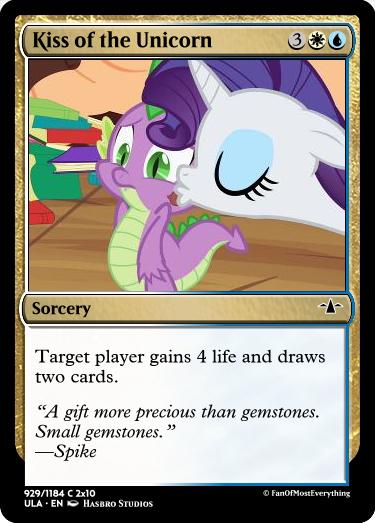 Kiss of the Unicorn 3
Sorcery
Target player gains 4 life and draws
two cards.
“A gift more precious than gemstones.
Small gemstones.”
—Spike
929/1184 C 2x10
ULA • EN Hasbro Studios © FanOfMostEverything